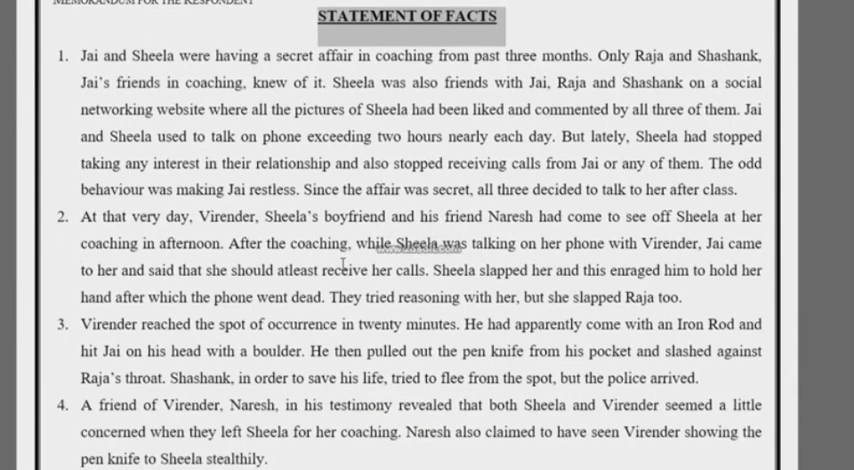 MEMORANDUM FOR THE RESPONDENT
STATEMENT OF FACTS
1. Jai and Sheela were having a secret affair in coaching from past three months. Only Raja and Shashank,
Jai's friends in coaching, knew of it. Sheela was also friends with Jai, Raja and Shashank on a social
networking website where all the pictures of Sheela had been liked and commented by all three of them. Jai
and Sheela used to talk on phone exceeding two hours nearly each day. But lately, Sheela had stopped
taking any interest in their relationship and also stopped receiving calls from Jai or any of them. The odd
behaviour was making Jai restless. Since the affair was secret, all three decided to talk to her after class.
2. At that very day, Virender, Sheela's boyfriend and his friend Naresh had come to see off Sheela at her
coaching in afternoon. After the coaching, while Sheela was talking on her phone with Virender, Jai came
to her and said that she should atleast receive her calls. Sheela slapped her and this enraged him to hold her
hand after which the phone went dead. They tried reasoning with her, but she slapped Raja too.
3. Virender reached the spot of occurrence in twenty minutes. He had apparently come with an Iron Rod and
hit Jai on his head with a boulder. He then pulled out the pen knife from his pocket and slashed against
Raja's throat. Shashank, in order to save his life, tried to flee from the spot, but the police arrived.
4. A friend of Virender, Naresh, in his testimony revealed that both Sheela and Virender seemed a little
concerned when they left Sheela for her coaching. Naresh also claimed to have seen Virender showing the
pen knife to Sheela stealthily.